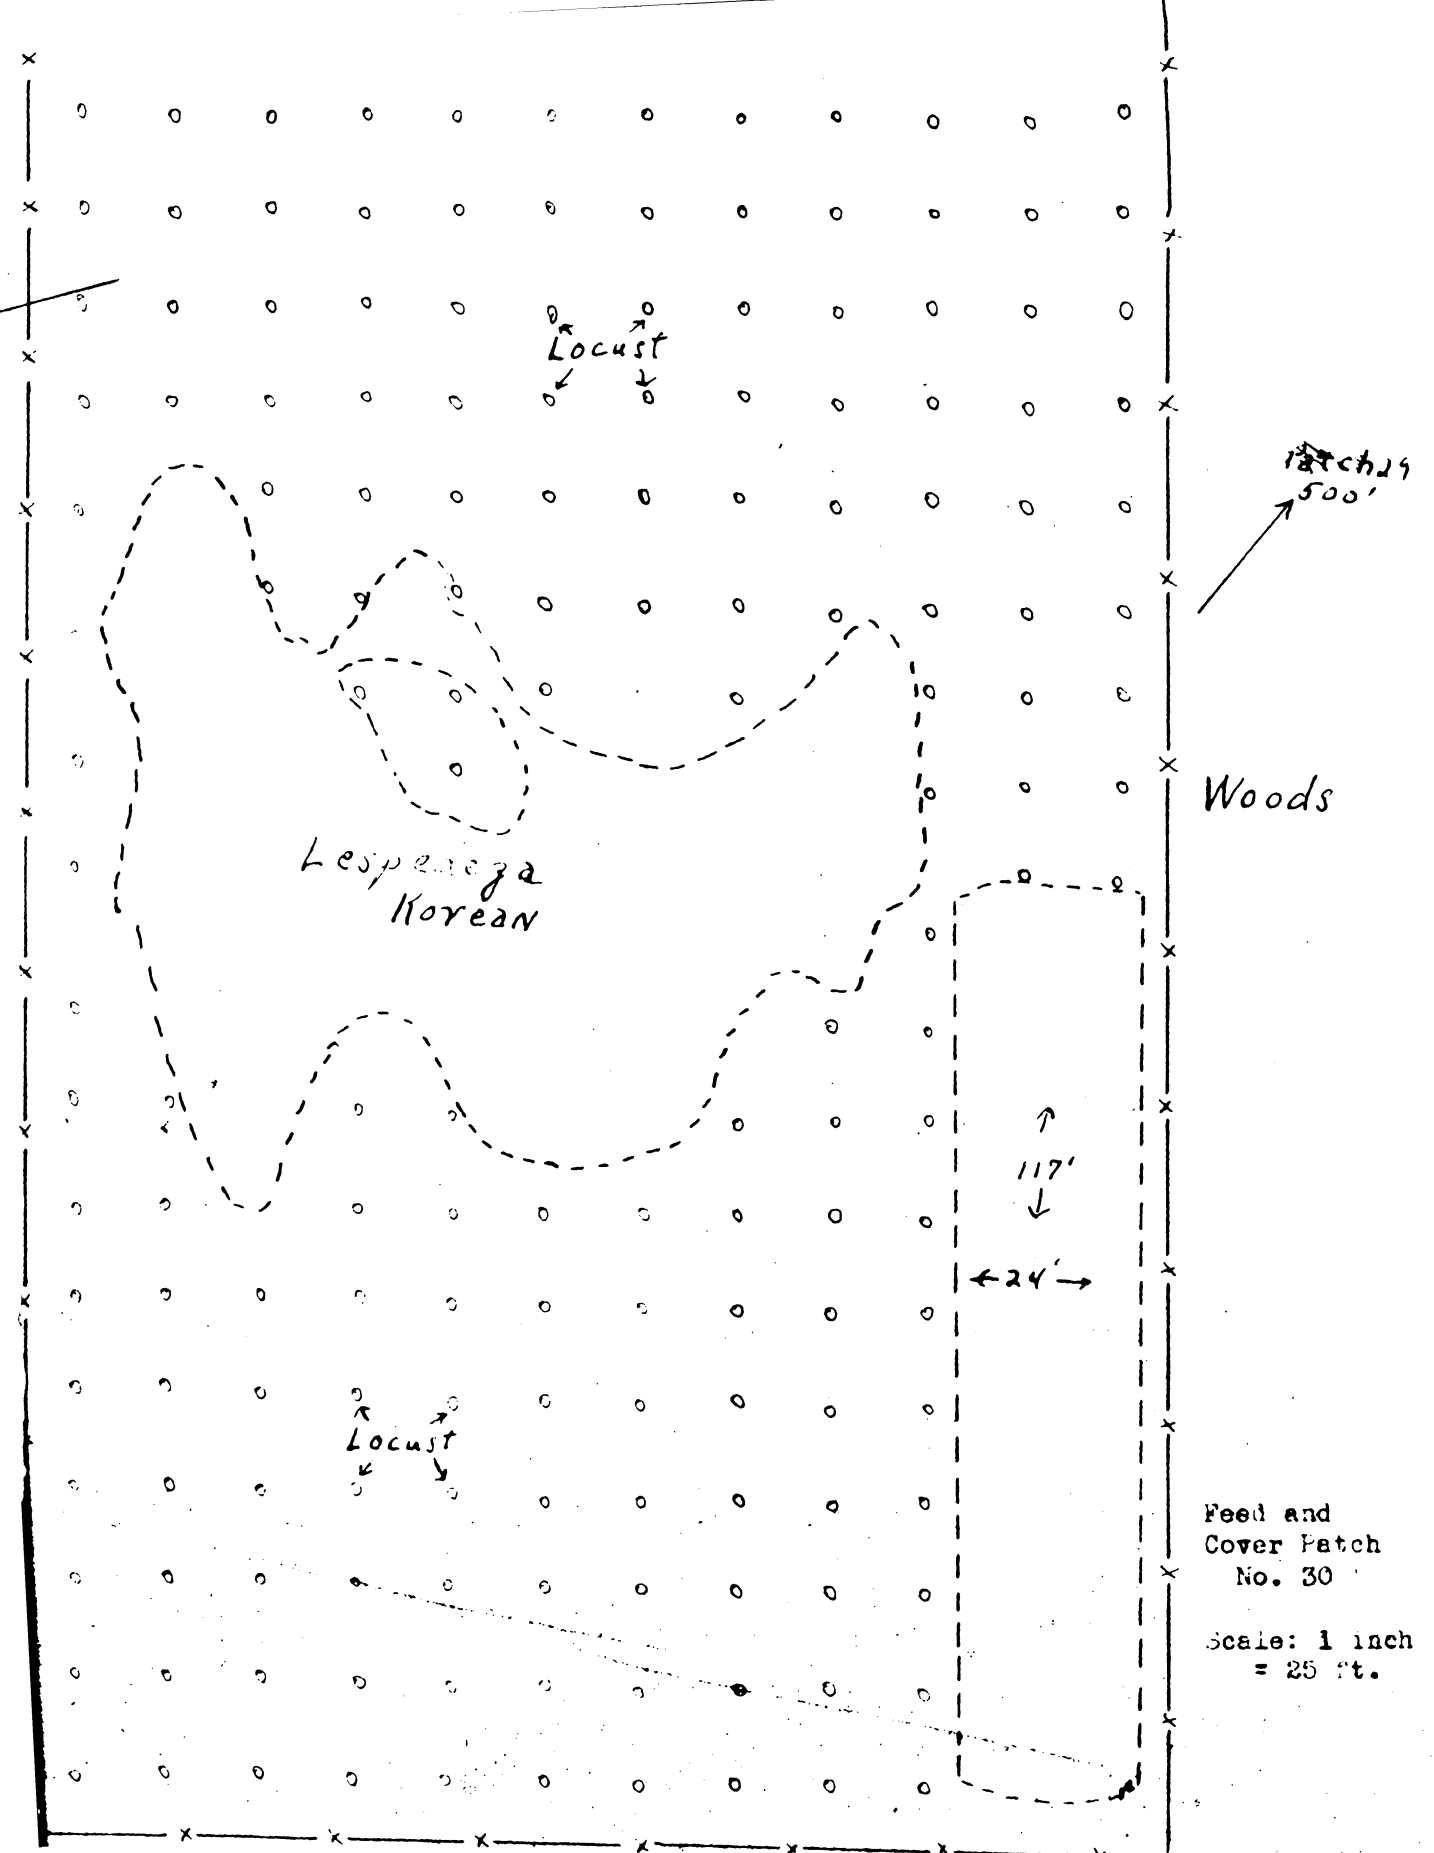 Locust
Patch 29
500'
Woods
Lespedeza
Korean
117'
24'
Locust
Feed and
Cover Patch
No. 30
Scale: 1 inch
= 25 ft.